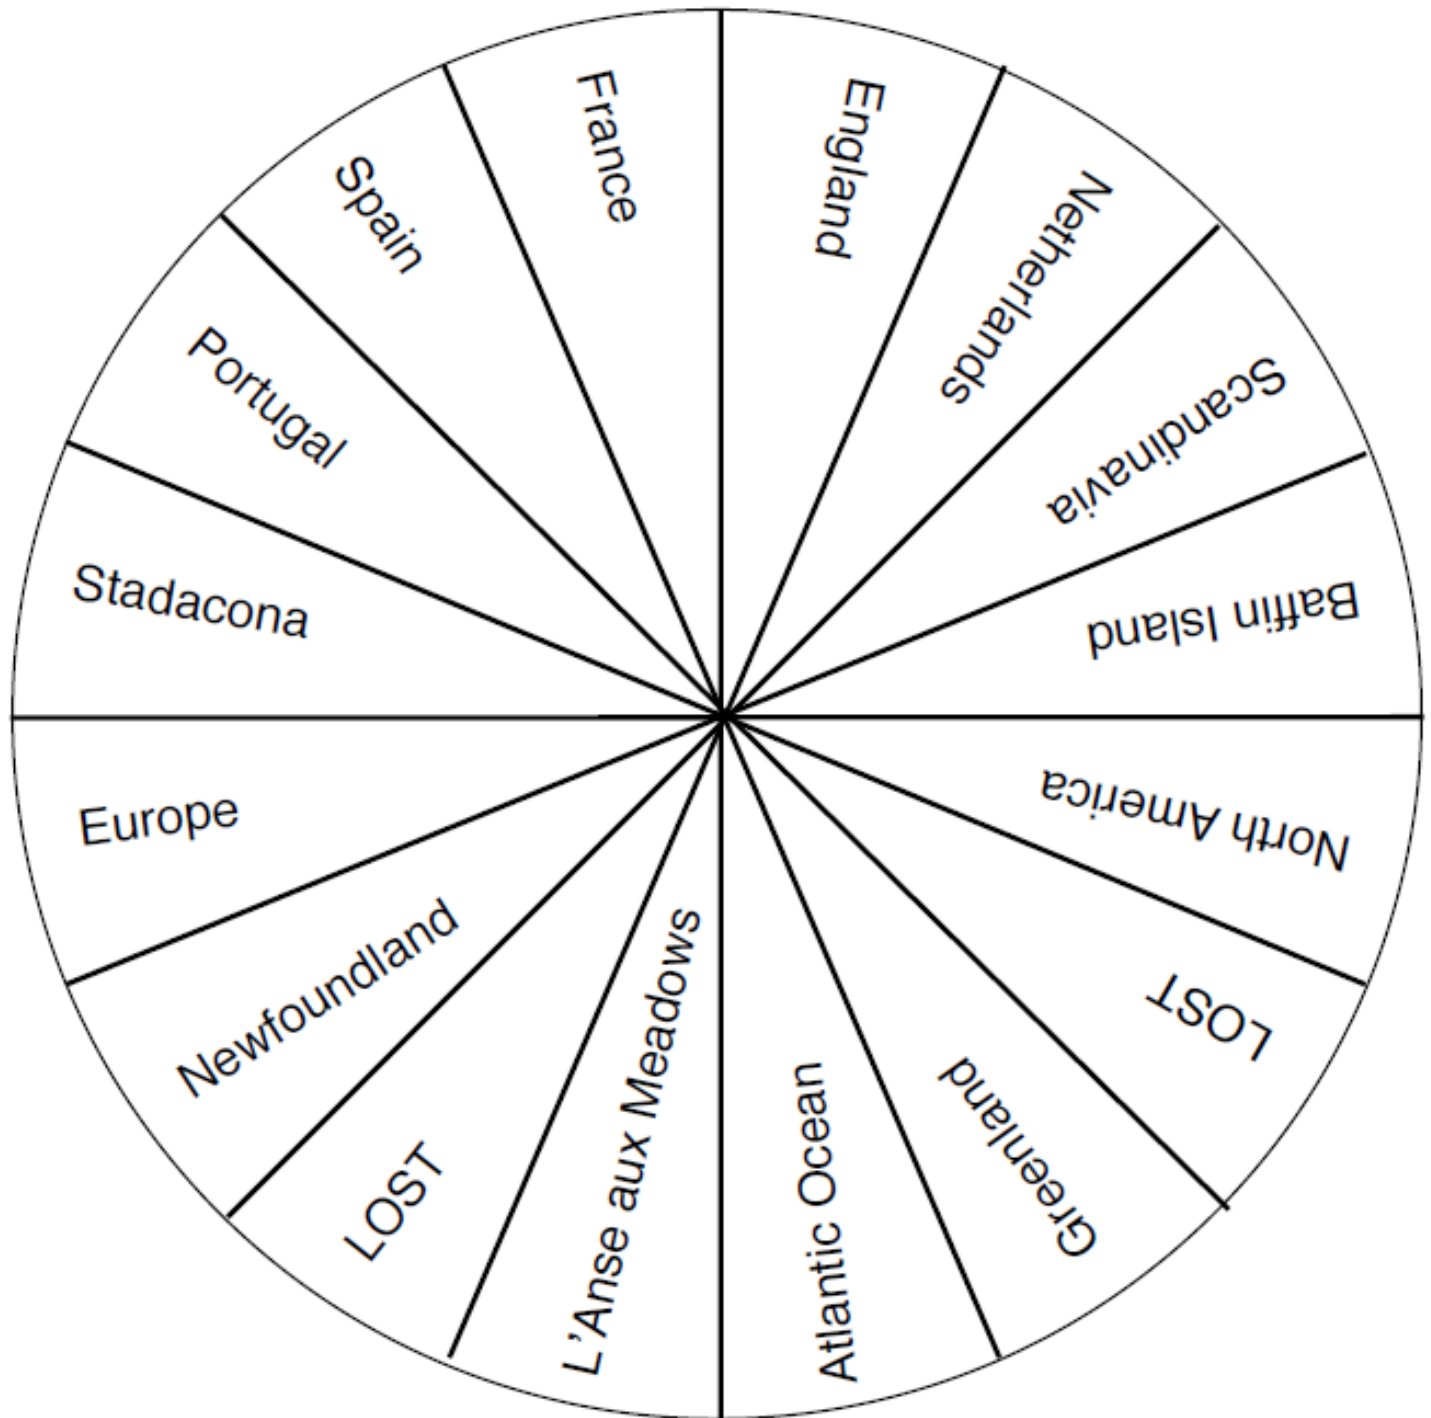 England
Netherlands
Scandinavia
Baffin Island
North America
LOST
Greenland
Atlantic Ocean
L'Anse aux Meadows
LOST
Newfoundland
Europe
Stadacona
Portugal
Spain
France